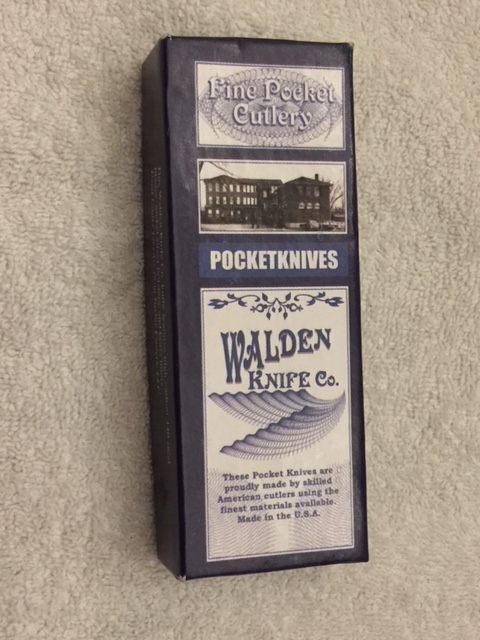 Fine Pocket
Cutlery
POCKETKNIVES
WALDEN
KNIFE Co.
These Pocket Knives are
proudly made by skilled
American cutlers using the
finest materials available.
Made in the U.S.A.